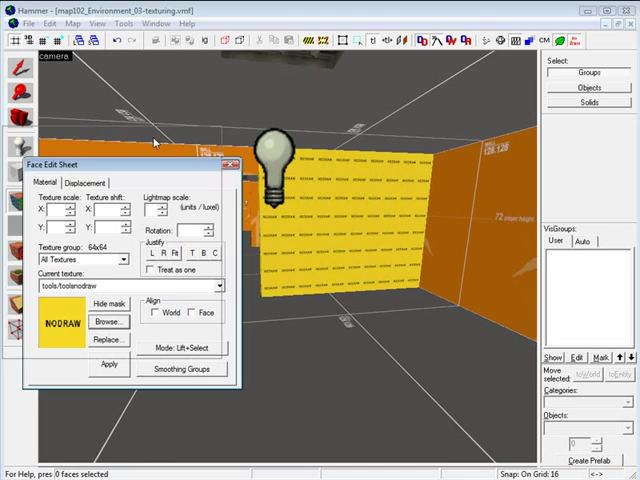 Hammer - [map102_Environment_03-texturing.vmf]
File Edit Map View Tools Window Help
camera
Face Edit Sheet
Material Displacement
Texture scale: Texture shift: Lightmap scale:
X: X: (units / luxel)
Y: Y: Rotation:
Texture group: 64x64
All Textures
Justify
L R Fit T B C
Treat as one
Current texture:
tools/toolsnodraw
NODRAW
Hide mask
Browse...
Replace...
Apply
Align
World Face
Mode: Lift+Select
Smoothing Groups
128.128
72
Select:
Groups
Objects
Solids
VisGroups:
User Auto
Show Edit Mark
Move selected:
toWorld toEntity
Categories:
Objects:
0
Create Prefab
For Help, pres 0 faces selected
Snap: On Grid: 16
<->